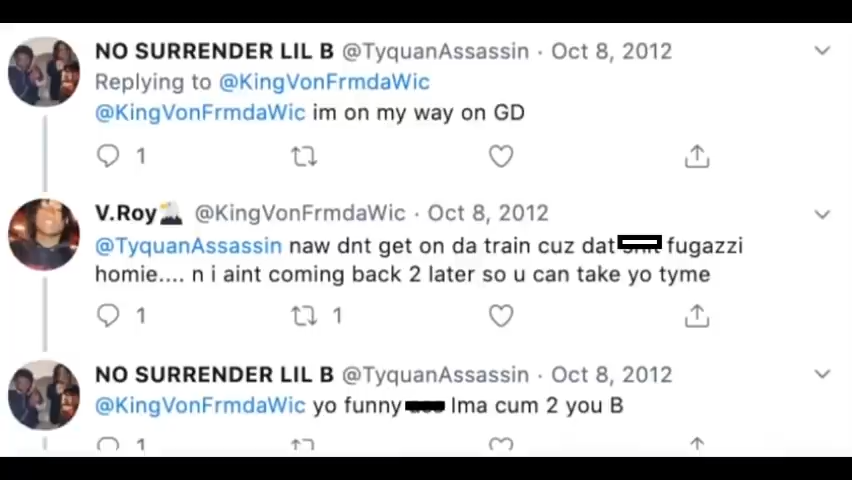 NO SURRENDER LIL B @TyquanAssassin · Oct 8, 2012
Replying to @KingVonFrmdaWic
@KingVonFrmdaWic im on my way on GD
1
V.Roy @KingVonFrmdaWic · Oct 8, 2012
@TyquanAssassin naw dnt get on da train cuz dat fugazzi
homie.... n i aint coming back 2 later so u can take yo tyme
1 1
NO SURRENDER LIL B @TyquanAssassin · Oct 8, 2012
@KingVonFrmdaWic yo funny Ima cum 2 you B
1